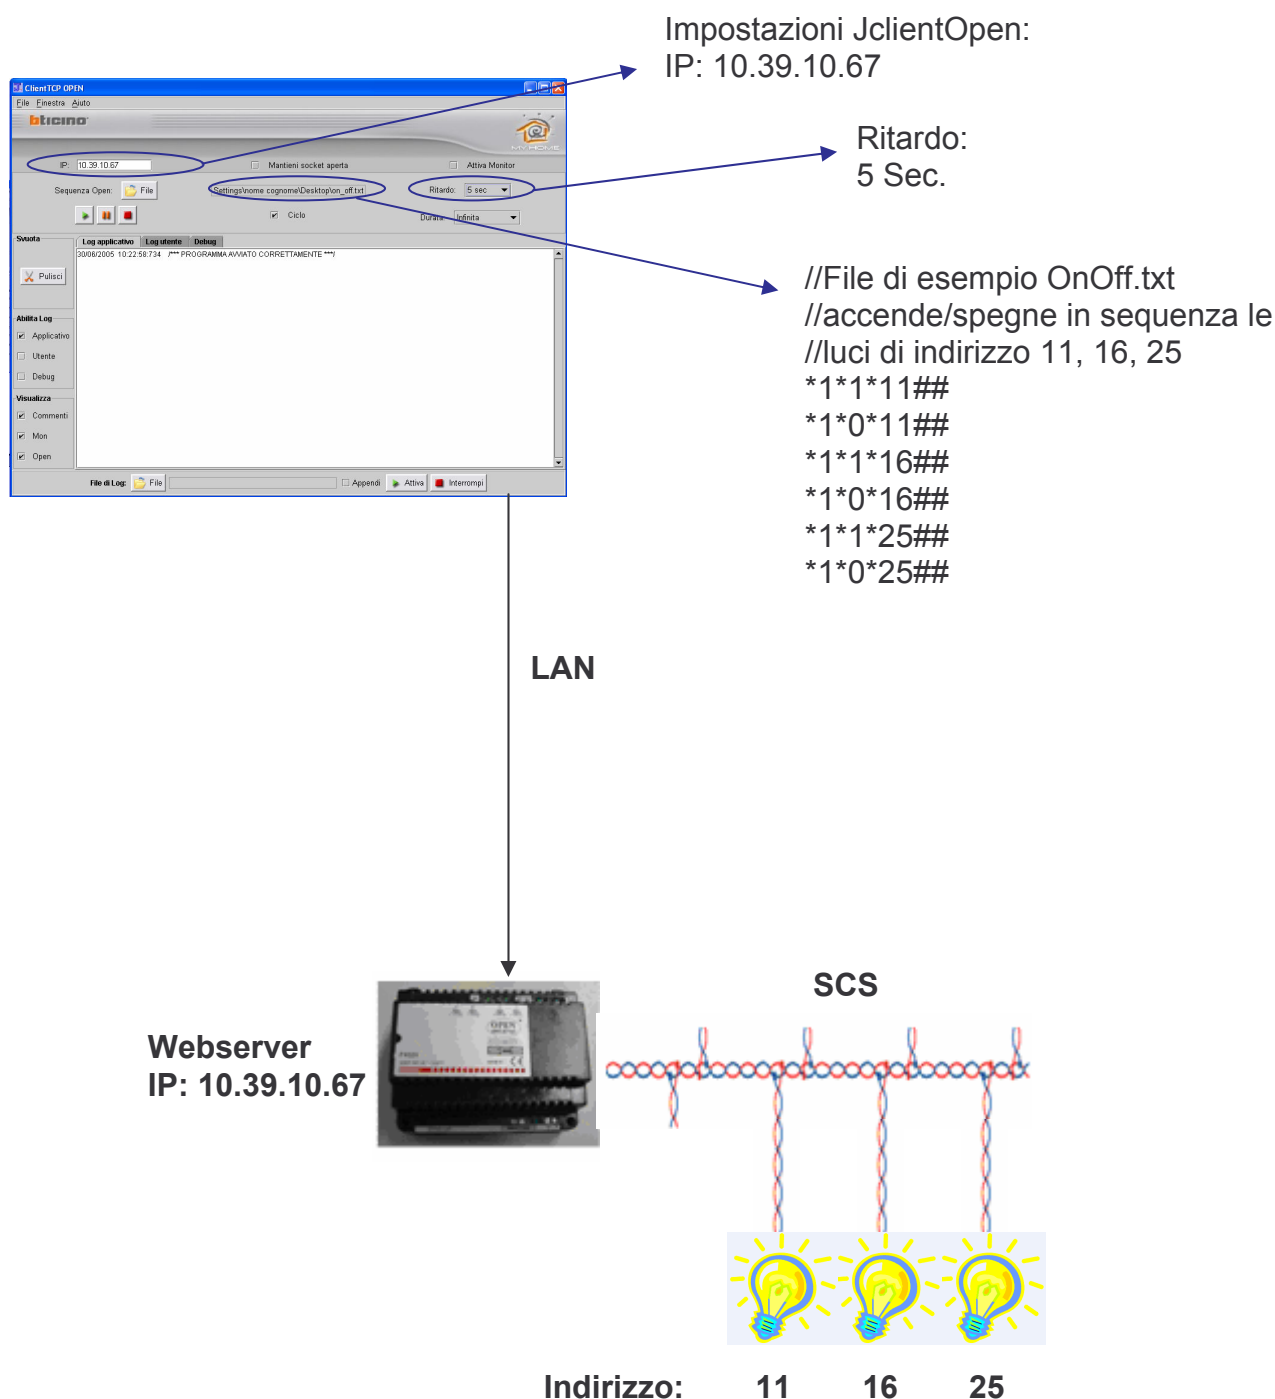 Impostazioni JclientOpen:
IP: 10.39.10.67
ClientTCP OPEN
File Finestra Aiuto
bticino
MY HOME
IP: 10.39.10.67
Mantieni socket aperta
Attiva Monitor
Ritardo:
5 Sec.
Sequenza Open: File
Settings\nome cognome\Desktop\on_off.txt
Ritardo: 5 sec
Ciclo
Durata: Infinita
Svuota
Log applicativo Log utente Debug
30/06/2005 10:22:58:734 /*** PROGRAMMA AVVIATO CORRETTAMENTE ***/
Pulisci
Abilita Log
Applicativo
Utente
Debug
Visualizza
Commenti
Mon
Open
File di Log: File
Appendi
Attiva
Interrompi
//File di esempio OnOff.txt
//accende/spegne in sequenza le
//luci di indirizzo 11, 16, 25
*1*1*11##
*1*0*11##
*1*1*16##
*1*0*16##
*1*1*25##
*1*0*25##
LAN
SCS
Webserver
IP: 10.39.10.67
OPEN
Indirizzo: 11 16 25